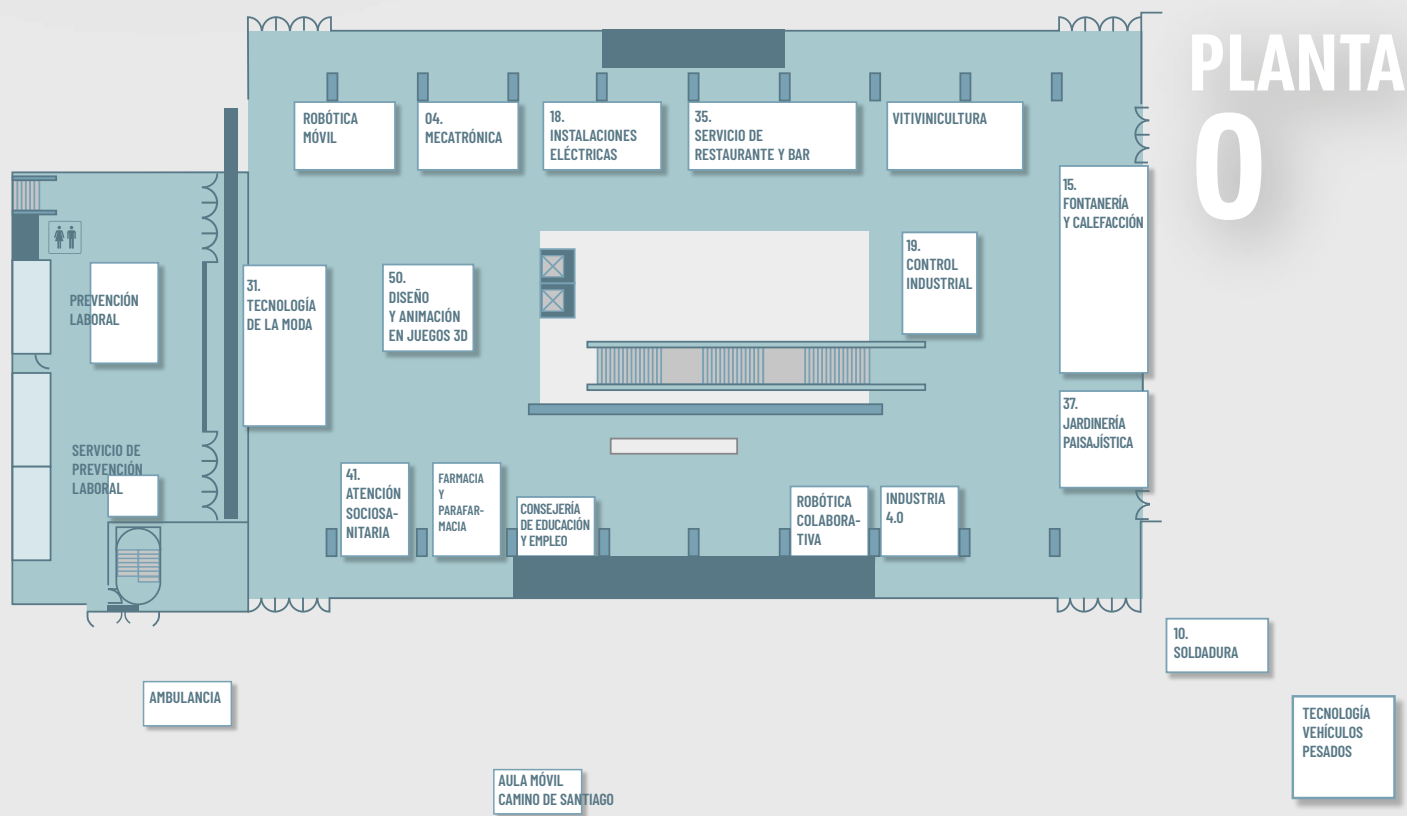 PLANTA
0
ROBÓTICA
MÓVIL
04.
MECATRÓNICA
18.
INSTALACIONES
ELÉCTRICAS
35.
SERVICIO DE
RESTAURANTE Y BAR
VITIVINICULTURA
15.
FONTANERÍA
Y CALEFACCIÓN
19.
CONTROL
INDUSTRIAL
PREVENCIÓN
LABORAL
31.
TECNOLOGÍA
DE LA MODA
50.
DISEÑO
Y ANIMACIÓN
EN JUEGOS 3D
37.
JARDINERÍA
PAISAJÍSTICA
SERVICIO DE
PREVENCIÓN
LABORAL
41.
ATENCIÓN
SOCIOSA-
NITARIA
FARMACIA
Y
PARAFAR-
MACIA
CONSEJERÍA
DE EDUCACIÓN
Y EMPLEO
ROBÓTICA
COLABORA-
TIVA
INDUSTRIA
4.0
10.
SOLDADURA
AMBULANCIA
TECNOLOGÍA
VEHÍCULOS
PESADOS
AULA MÓVIL
CAMINO DE SANTIAGO